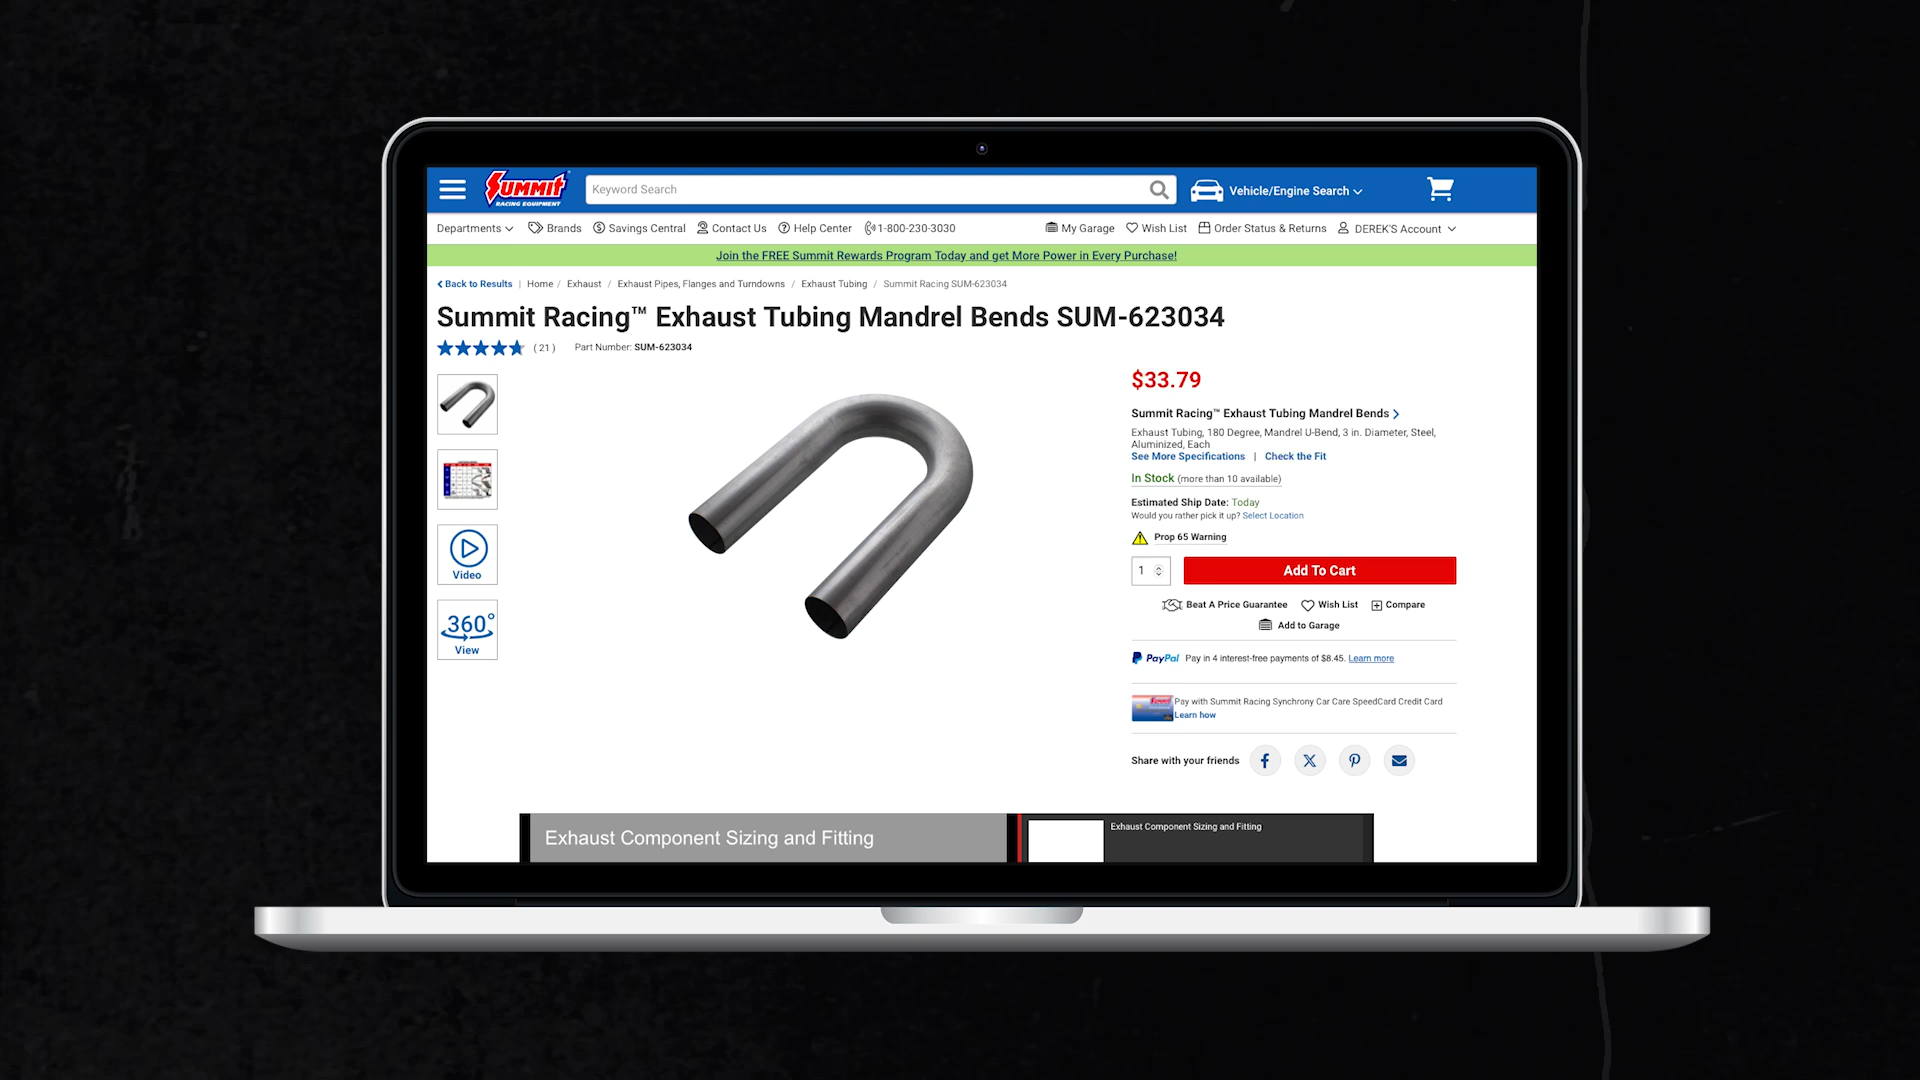 SUMMIT
RACING EQUIPMENT
Keyword Search
Vehicle/Engine Search
Departments
Brands
Savings Central
Contact Us
Help Center
1-800-230-3030
My Garage
Wish List
Order Status & Returns
DEREK'S Account
Join the FREE Summit Rewards Program Today and get More Power in Every Purchase!
Back to Results | Home / Exhaust / Exhaust Pipes, Flanges and Turndowns / Exhaust Tubing / Summit Racing SUM-623034
Summit Racing™ Exhaust Tubing Mandrel Bends SUM-623034
( 21 ) Part Number: SUM-623034
Video
360°
View
$33.79
Summit Racing™ Exhaust Tubing Mandrel Bends
Exhaust Tubing, 180 Degree, Mandrel U-Bend, 3 in. Diameter, Steel,
Aluminized, Each
See More Specifications | Check the Fit
In Stock (more than 10 available)
Estimated Ship Date: Today
Would you rather pick it up? Select Location
Prop 65 Warning
1
Add To Cart
Beat A Price Guarantee
Wish List
Compare
Add to Garage
PayPal Pay in 4 interest-free payments of $8.45. Learn more
Pay with Summit Racing Synchrony Car Care SpeedCard Credit Card
Learn how
Share with your friends
Exhaust Component Sizing and Fitting
Exhaust Component Sizing and Fitting